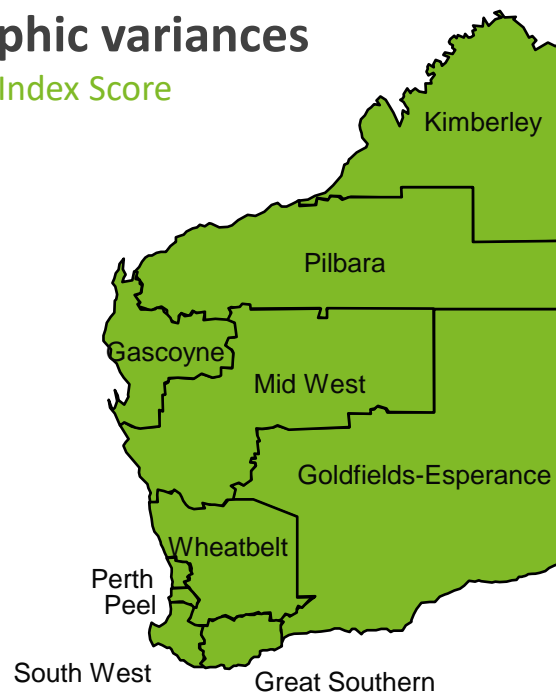 phic variances
Index Score
Kimberley
Pilbara
Gascoyne
Mid West
Goldfields-Esperance
Wheatbelt
Perth
Peel
South West
Great Southern